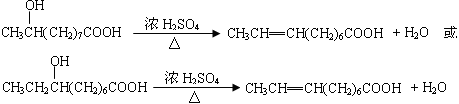 OH
CH₃CH(CH₂)₇COOH 浓H₂SO₄ △ CH₃CH=CH(CH₂)₆COOH + H₂O 或
OH
CH₃CH₂CH(CH₂)₆COOH 浓H₂SO₄ △ CH₃CH=CH(CH₂)₆COOH + H₂O